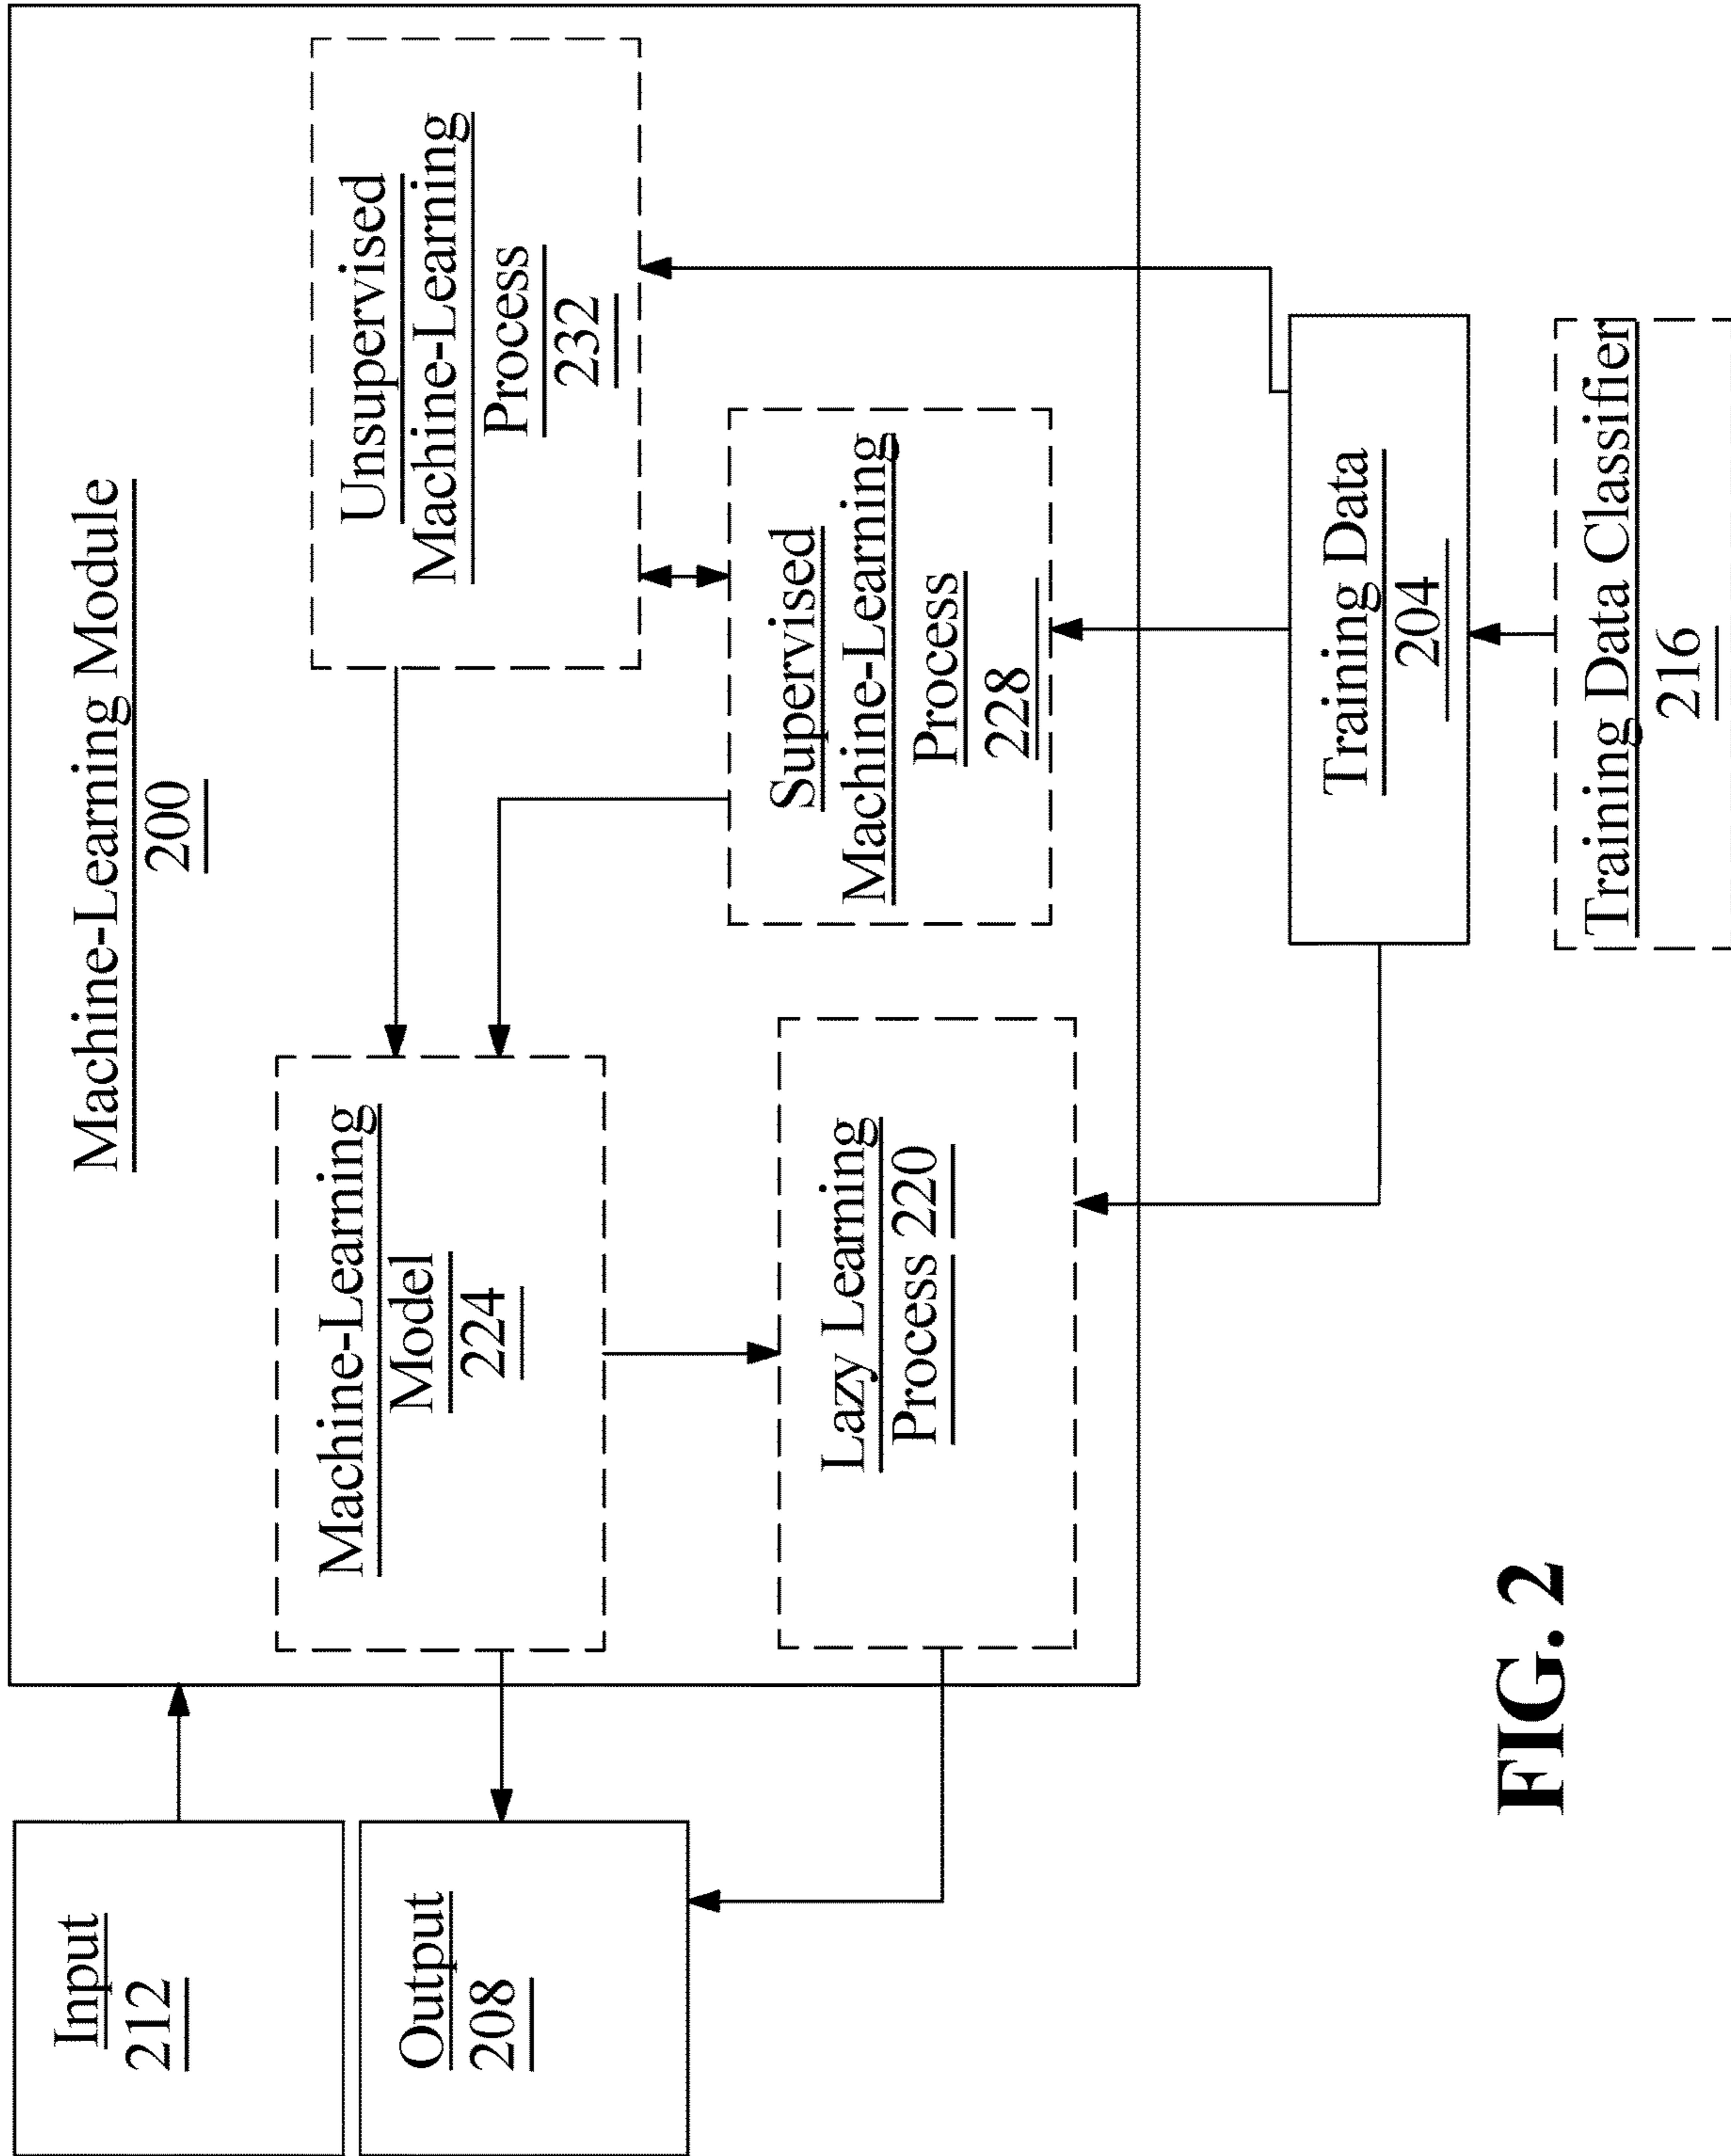 Machine-Learning Module
200
Input
212
Output
208
Machine-Learning
Model
224
Unsupervised
Machine-Learning
Process
232
Lazy Learning
Process 220
Supervised
Machine-Learning
Process
228
Training Data
204
Training Data Classifier
216
FIG. 2